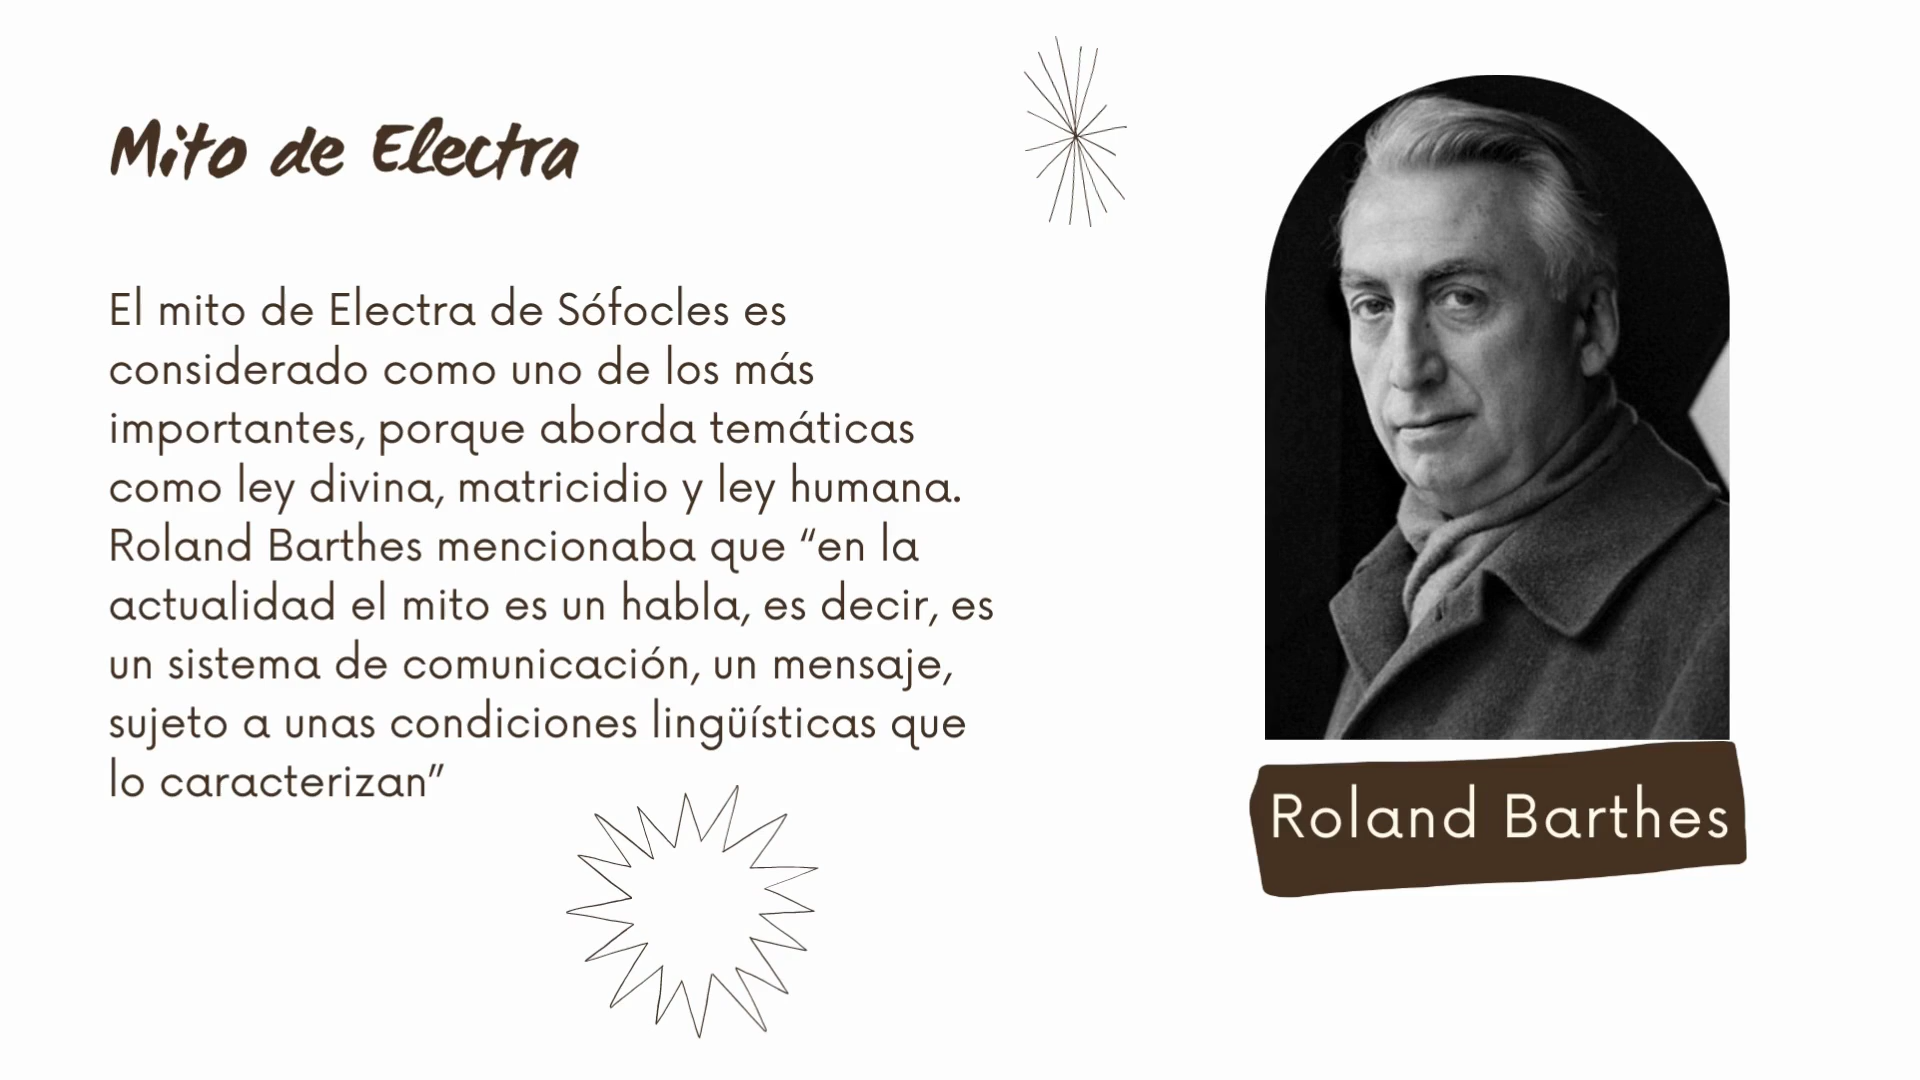 Mito de Electra
El mito de Electra de Sófocles es
considerado como uno de los más
importantes, porque aborda temáticas
como ley divina, matricidio y ley humana.
Roland Barthes mencionaba que “en la
actualidad el mito es un habla, es decir, es
un sistema de comunicación, un mensaje,
sujeto a unas condiciones lingüísticas que
lo caracterizan”
Roland Barthes